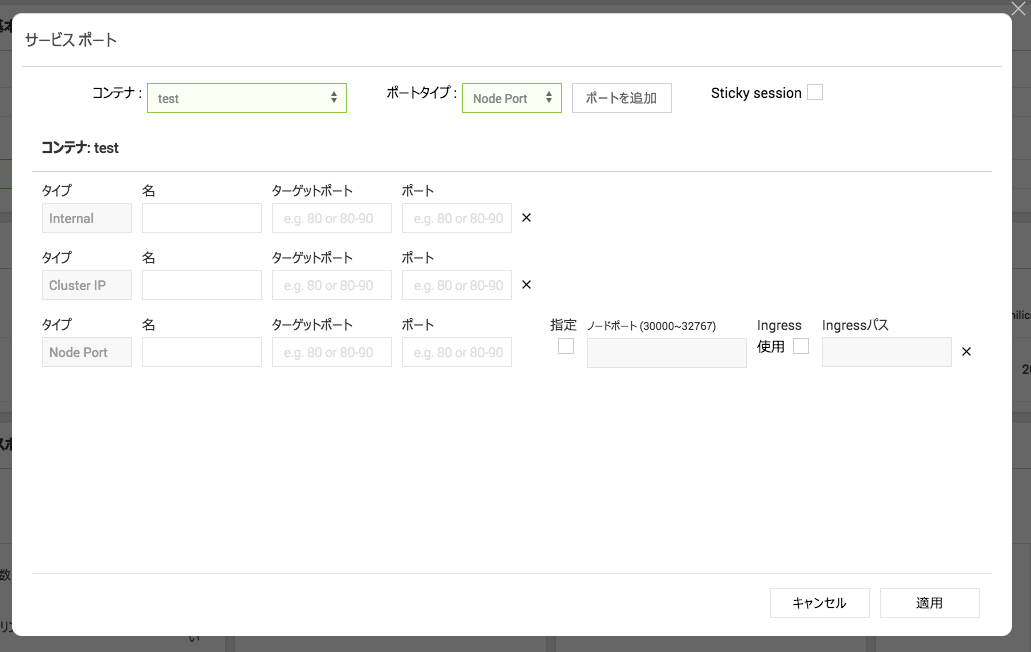 サービス ポート
コンテナ : test ポートタイプ : Node Port ポートを追加 Sticky session
コンテナ: test
タイプ 名 ターゲットポート ポート
Internal e.g. 80 or 80-90 e.g. 80 or 80-90 ×
タイプ 名 ターゲットポート ポート
Cluster IP e.g. 80 or 80-90 e.g. 80 or 80-90 ×
タイプ 名 ターゲットポート ポート 指定 ノードポート (30000~32767) Ingress Ingressパス
Node Port e.g. 80 or 80-90 e.g. 80 or 80-90 使用 ×
キャンセル 適用